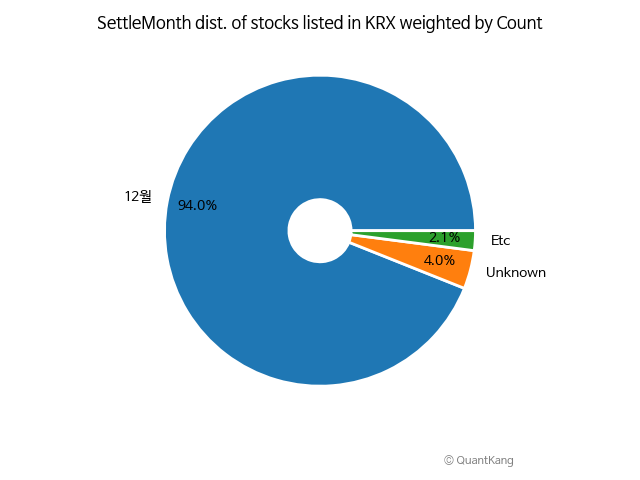 SettleMonth dist. of stocks listed in KRX weighted by Count
12월
94.0%
2.1%
Etc
4.0%
Unknown
© QuantKang